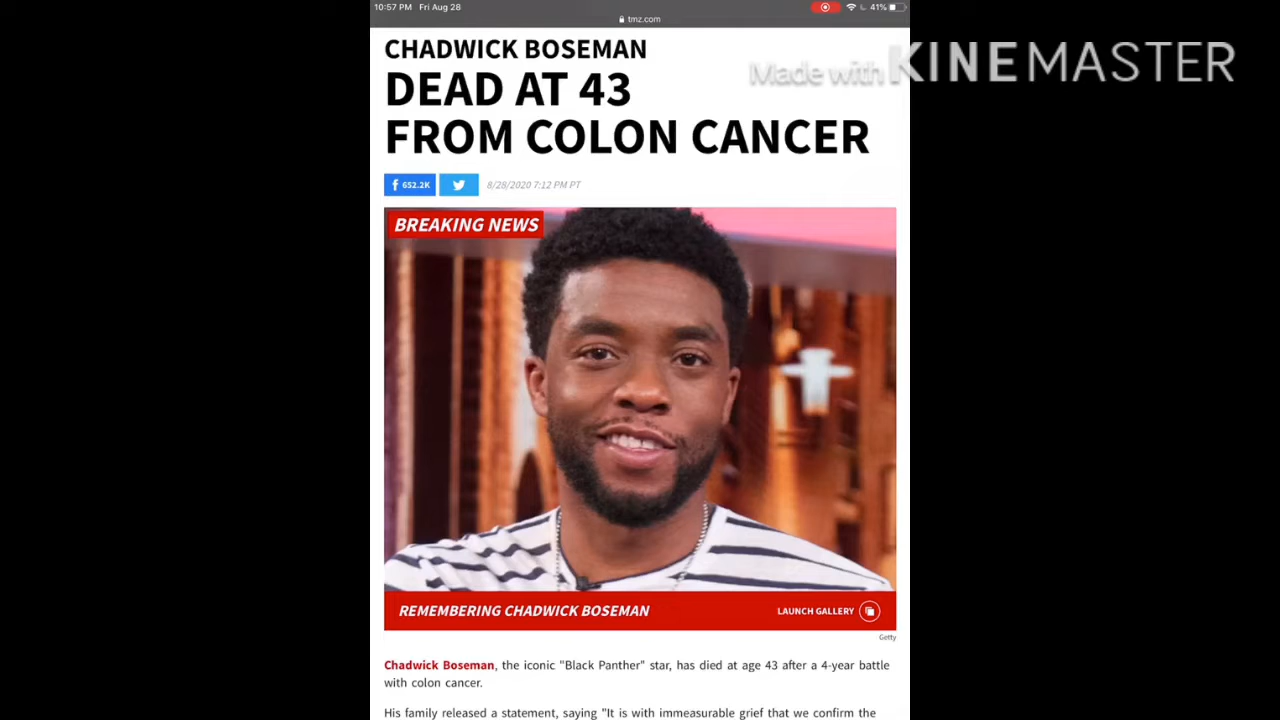 10:57 PM Fri Aug 28
41%
tmz.com
Made with KINEMASTER
CHADWICK BOSEMAN
DEAD AT 43
FROM COLON CANCER
652.2K
8/28/2020 7:12 PM PT
BREAKING NEWS
REMEMBERING CHADWICK BOSEMAN
LAUNCH GALLERY
Getty
Chadwick Boseman, the iconic "Black Panther" star, has died at age 43 after a 4-year battle
with colon cancer.
His family released a statement, saying "It is with immeasurable grief that we confirm the